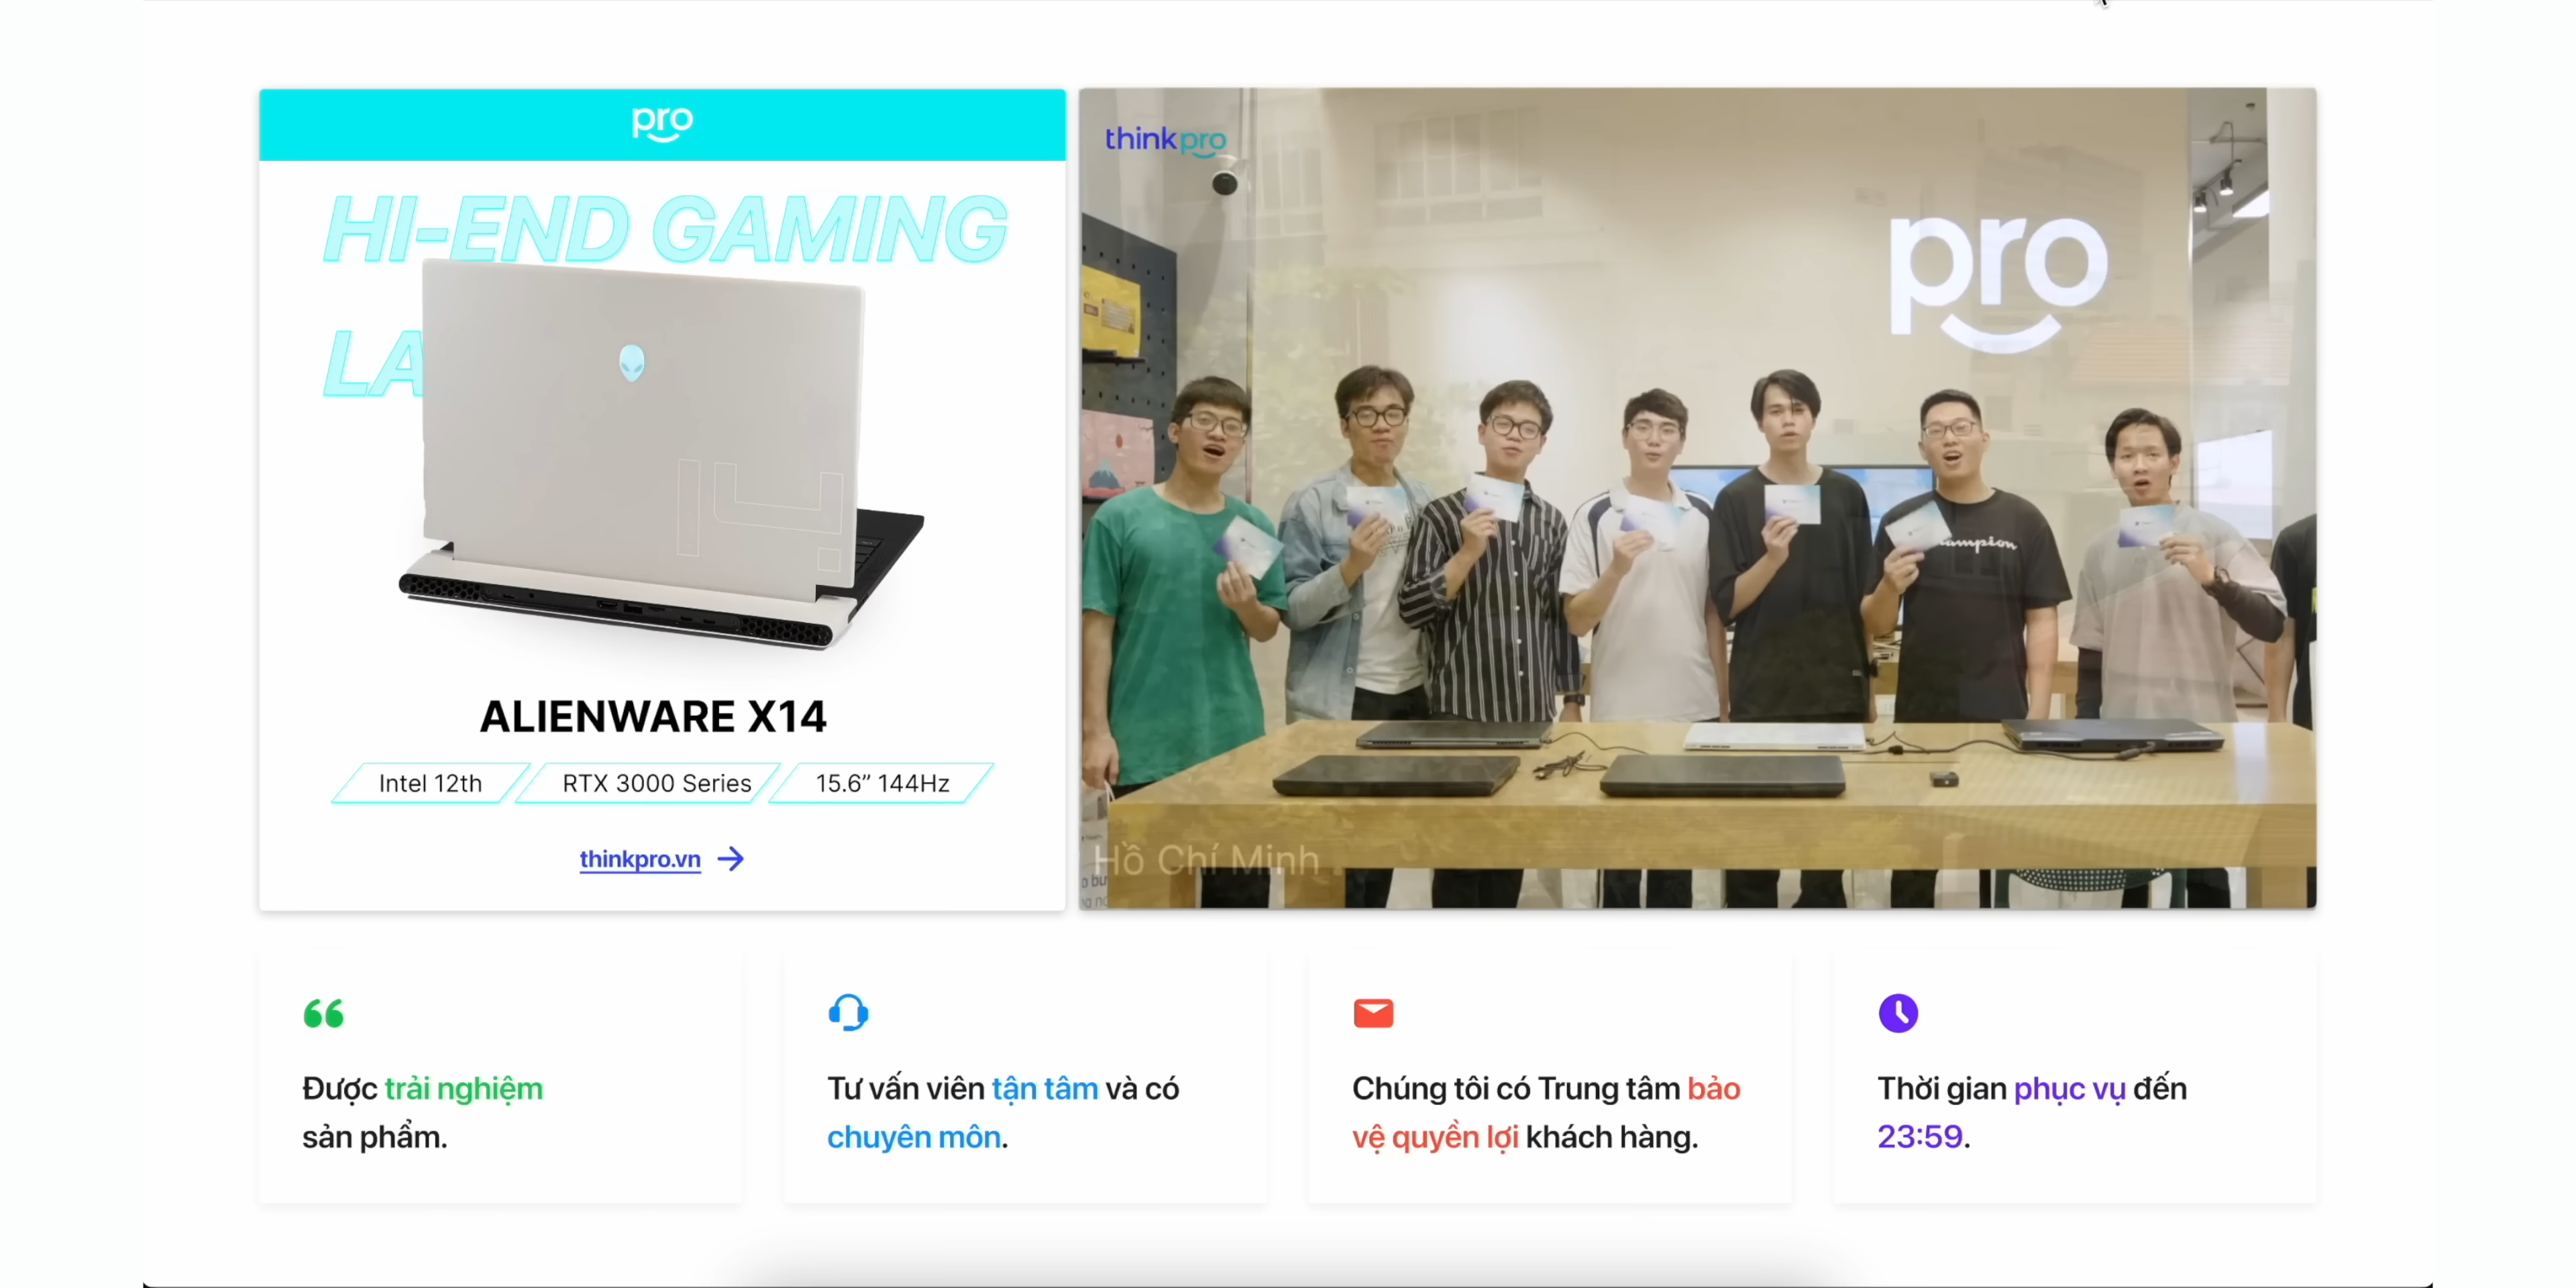 pro
HI-END GAMING
LA
ALIENWARE X14
Intel 12th
RTX 3000 Series
15.6” 144Hz
thinkpro.vn
thinkpro
pro
Champion
Hồ Chí Minh
Được trải nghiệm
sản phẩm.
Tư vấn viên tận tâm và có
chuyên môn.
Chúng tôi có Trung tâm bảo
vệ quyền lợi khách hàng.
Thời gian phục vụ đến
23:59.